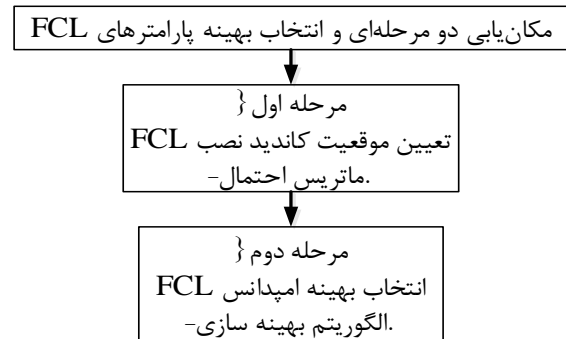 مکان‌یابی دو مرحله‌ای و انتخاب بهینه پارامترهای FCL
مرحله اول {
تعیین موقعیت کاندید نصب FCL
.ماتریس احتمال-
مرحله دوم {
انتخاب بهینه امپدانس FCL
.الگوریتم بهینه سازی-